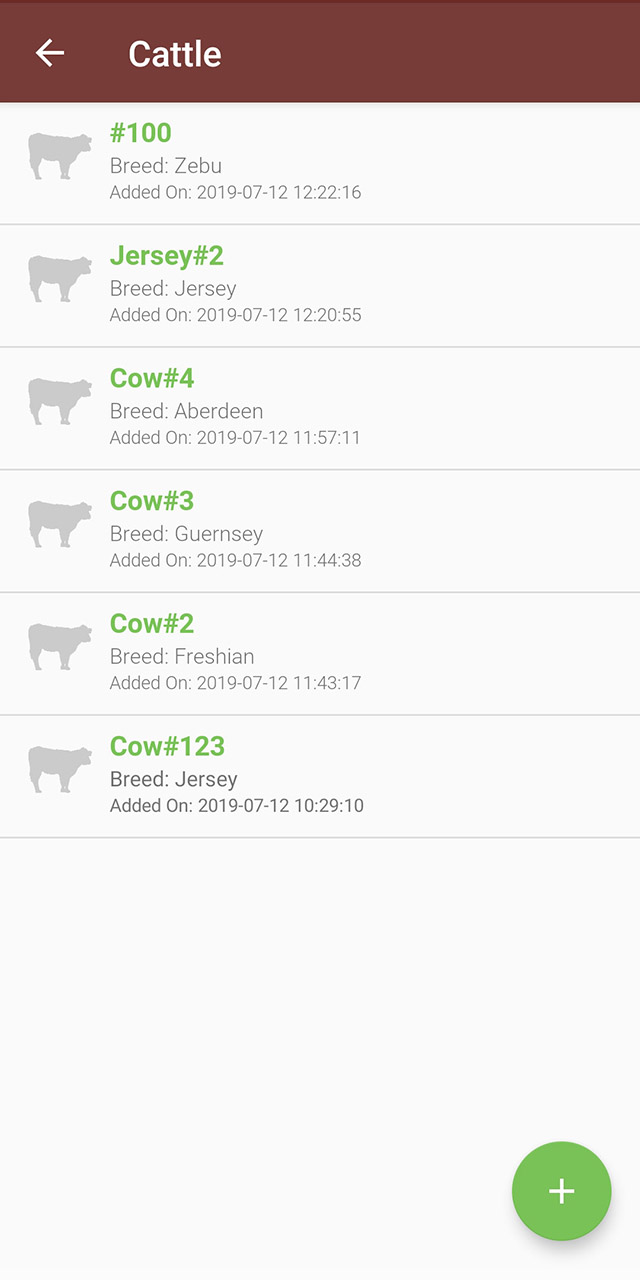 Cattle
#100
Breed: Zebu
Added On: 2019-07-12 12:22:16
Jersey#2
Breed: Jersey
Added On: 2019-07-12 12:20:55
Cow#4
Breed: Aberdeen
Added On: 2019-07-12 11:57:11
Cow#3
Breed: Guernsey
Added On: 2019-07-12 11:44:38
Cow#2
Breed: Freshian
Added On: 2019-07-12 11:43:17
Cow#123
Breed: Jersey
Added On: 2019-07-12 10:29:10